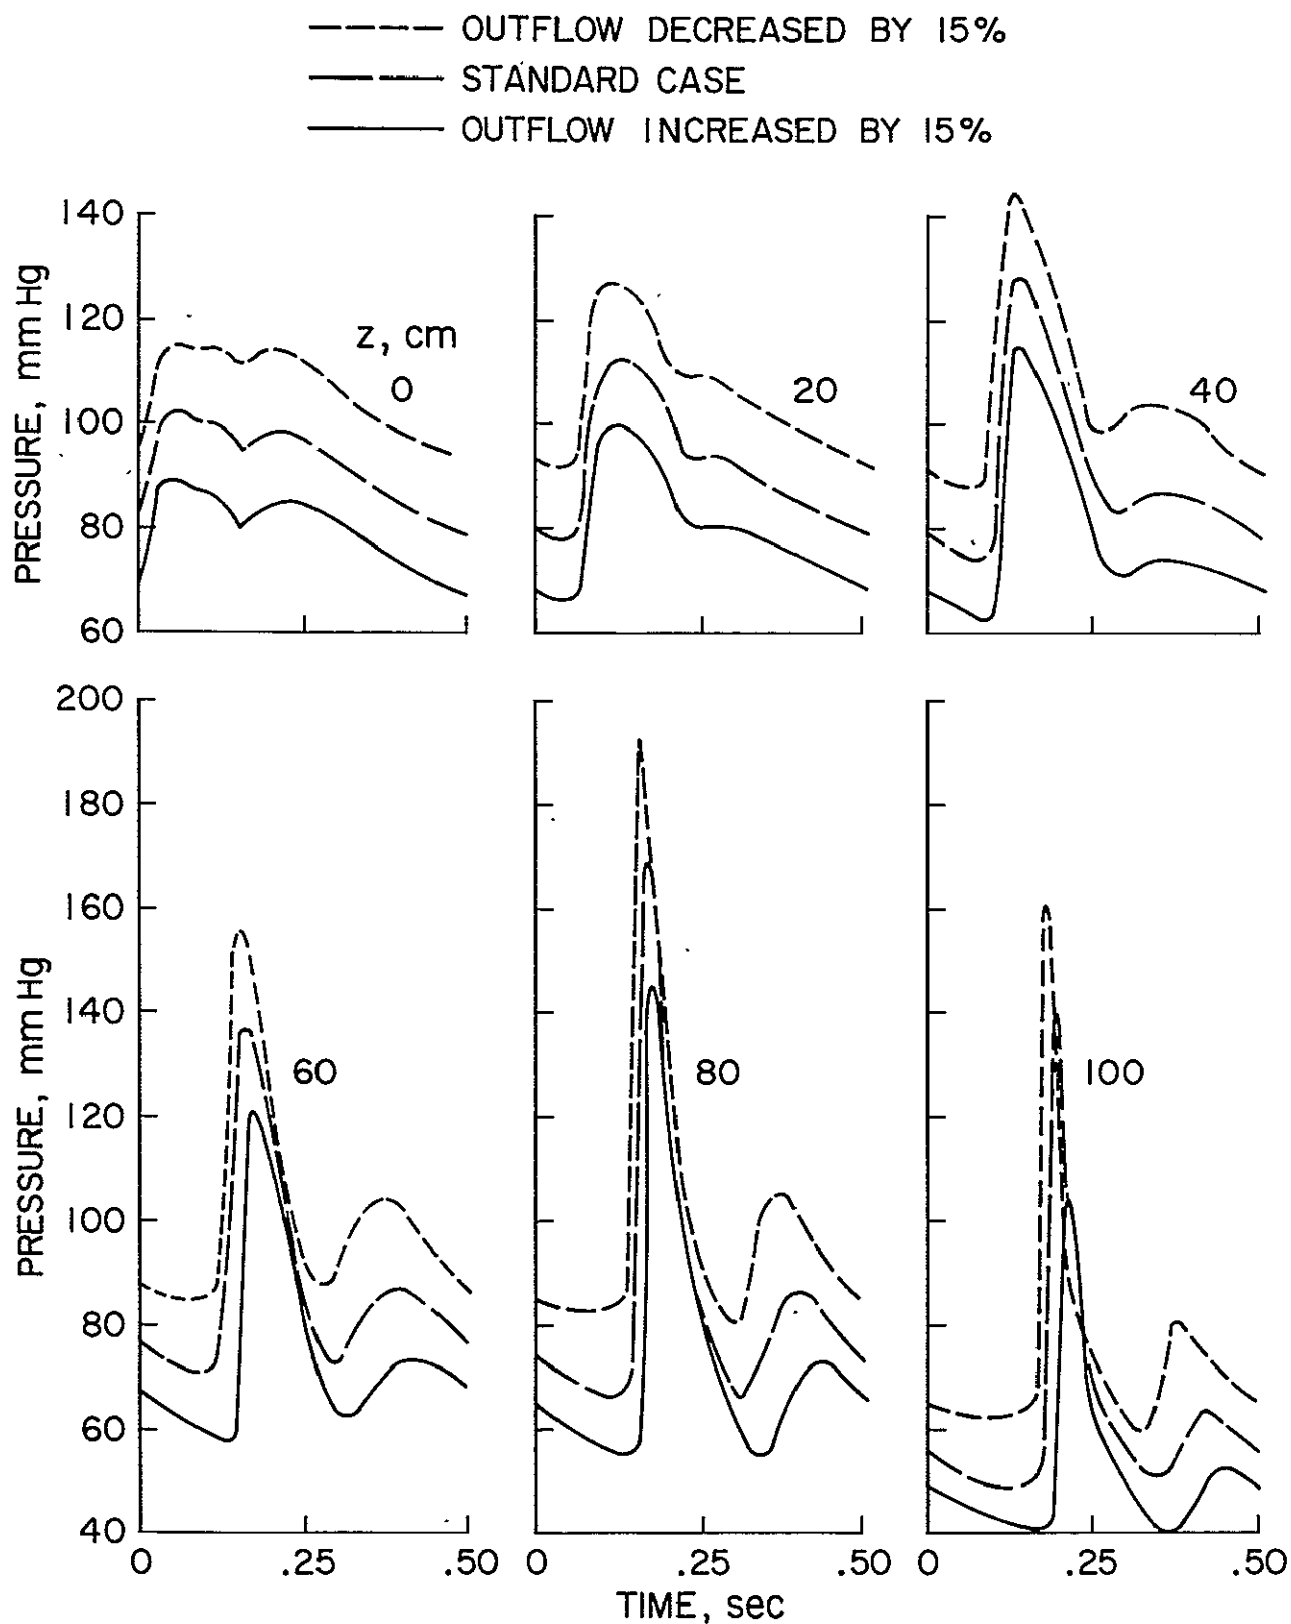 OUTFLOW DECREASED BY 15%
STANDARD CASE
OUTFLOW INCREASED BY 15%
PRESSURE, mm Hg
140
120
100
80
60
z, cm
0
20
40
PRESSURE, mm Hg
200
180
160
140
120
100
80
60
40
60
80
100
0 .25 .50
0 .25 .50
0 .25 .50
TIME, sec